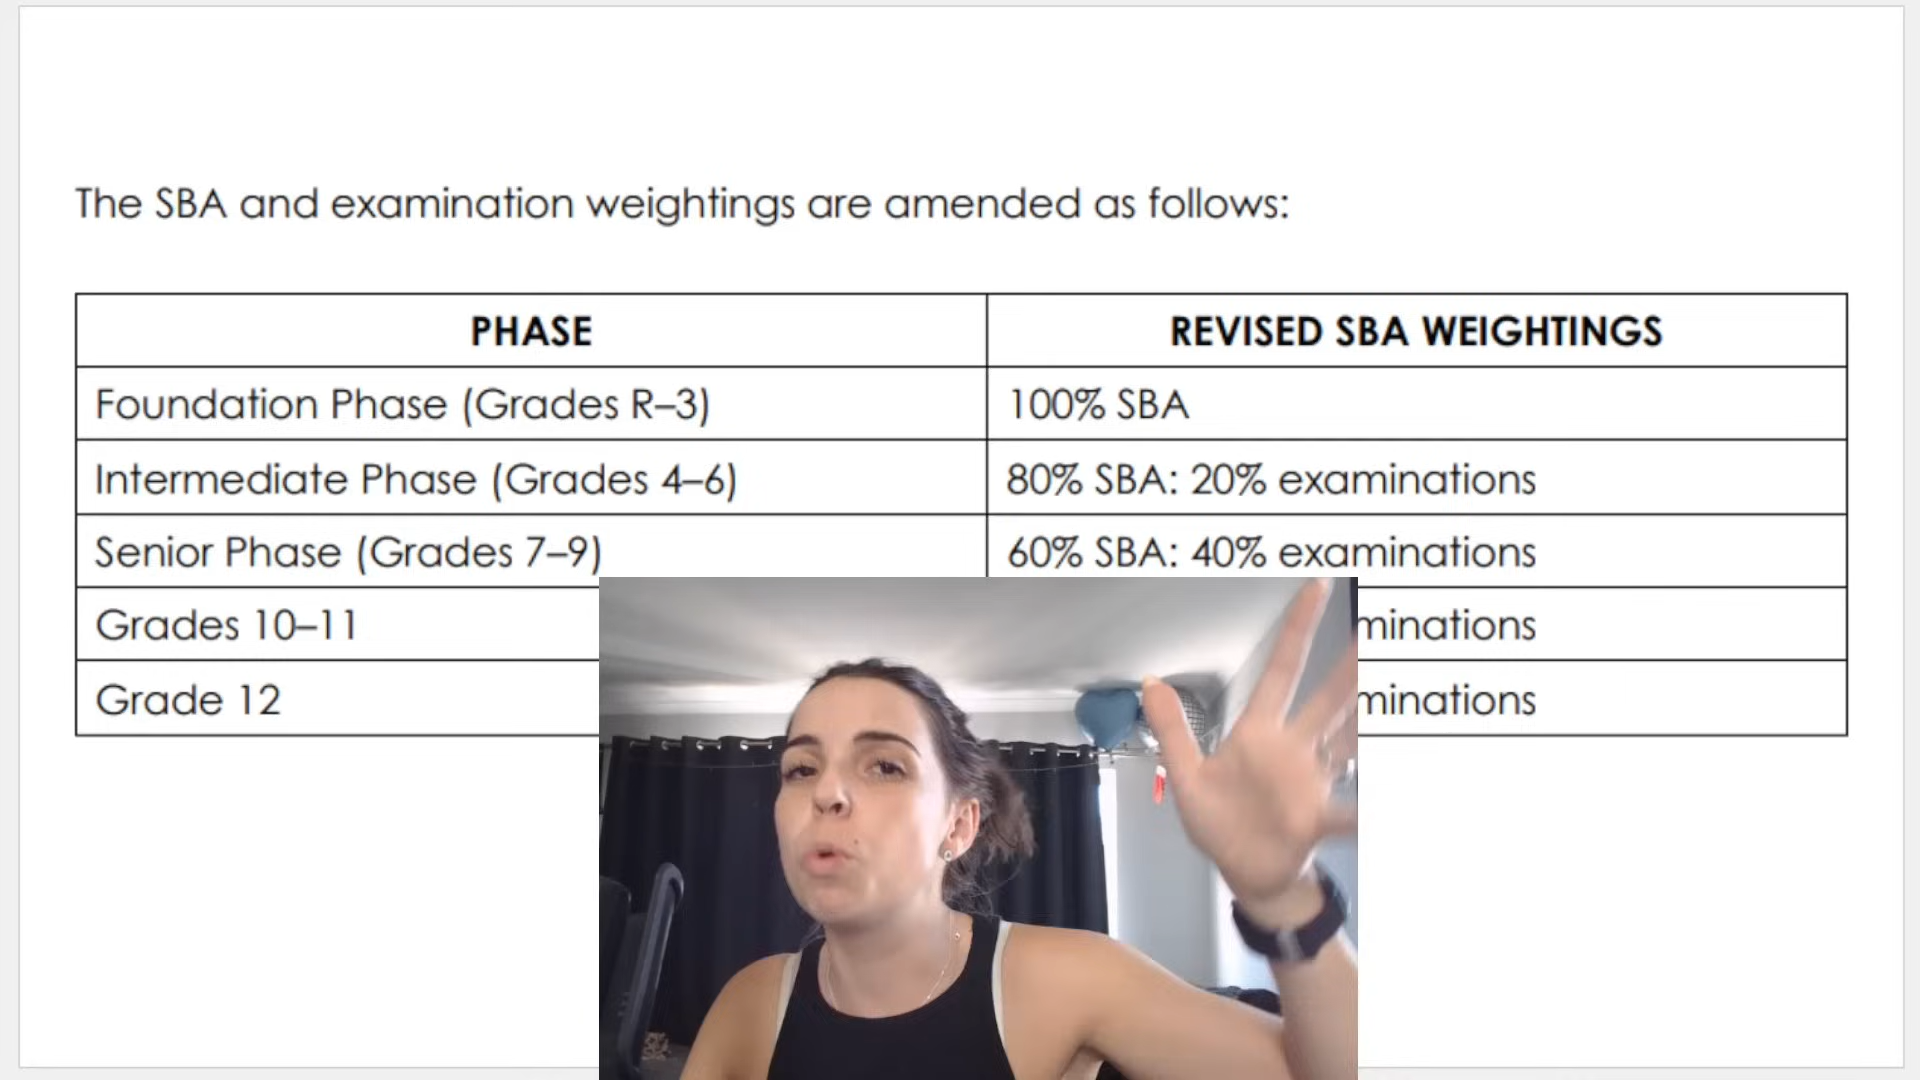 The SBA and examination weightings are amended as follows:
PHASE REVISED SBA WEIGHTINGS
Foundation Phase (Grades R–3) 100% SBA
Intermediate Phase (Grades 4–6) 80% SBA: 20% examinations
Senior Phase (Grades 7–9) 60% SBA: 40% examinations
Grades 10–11 minations
Grade 12 minations